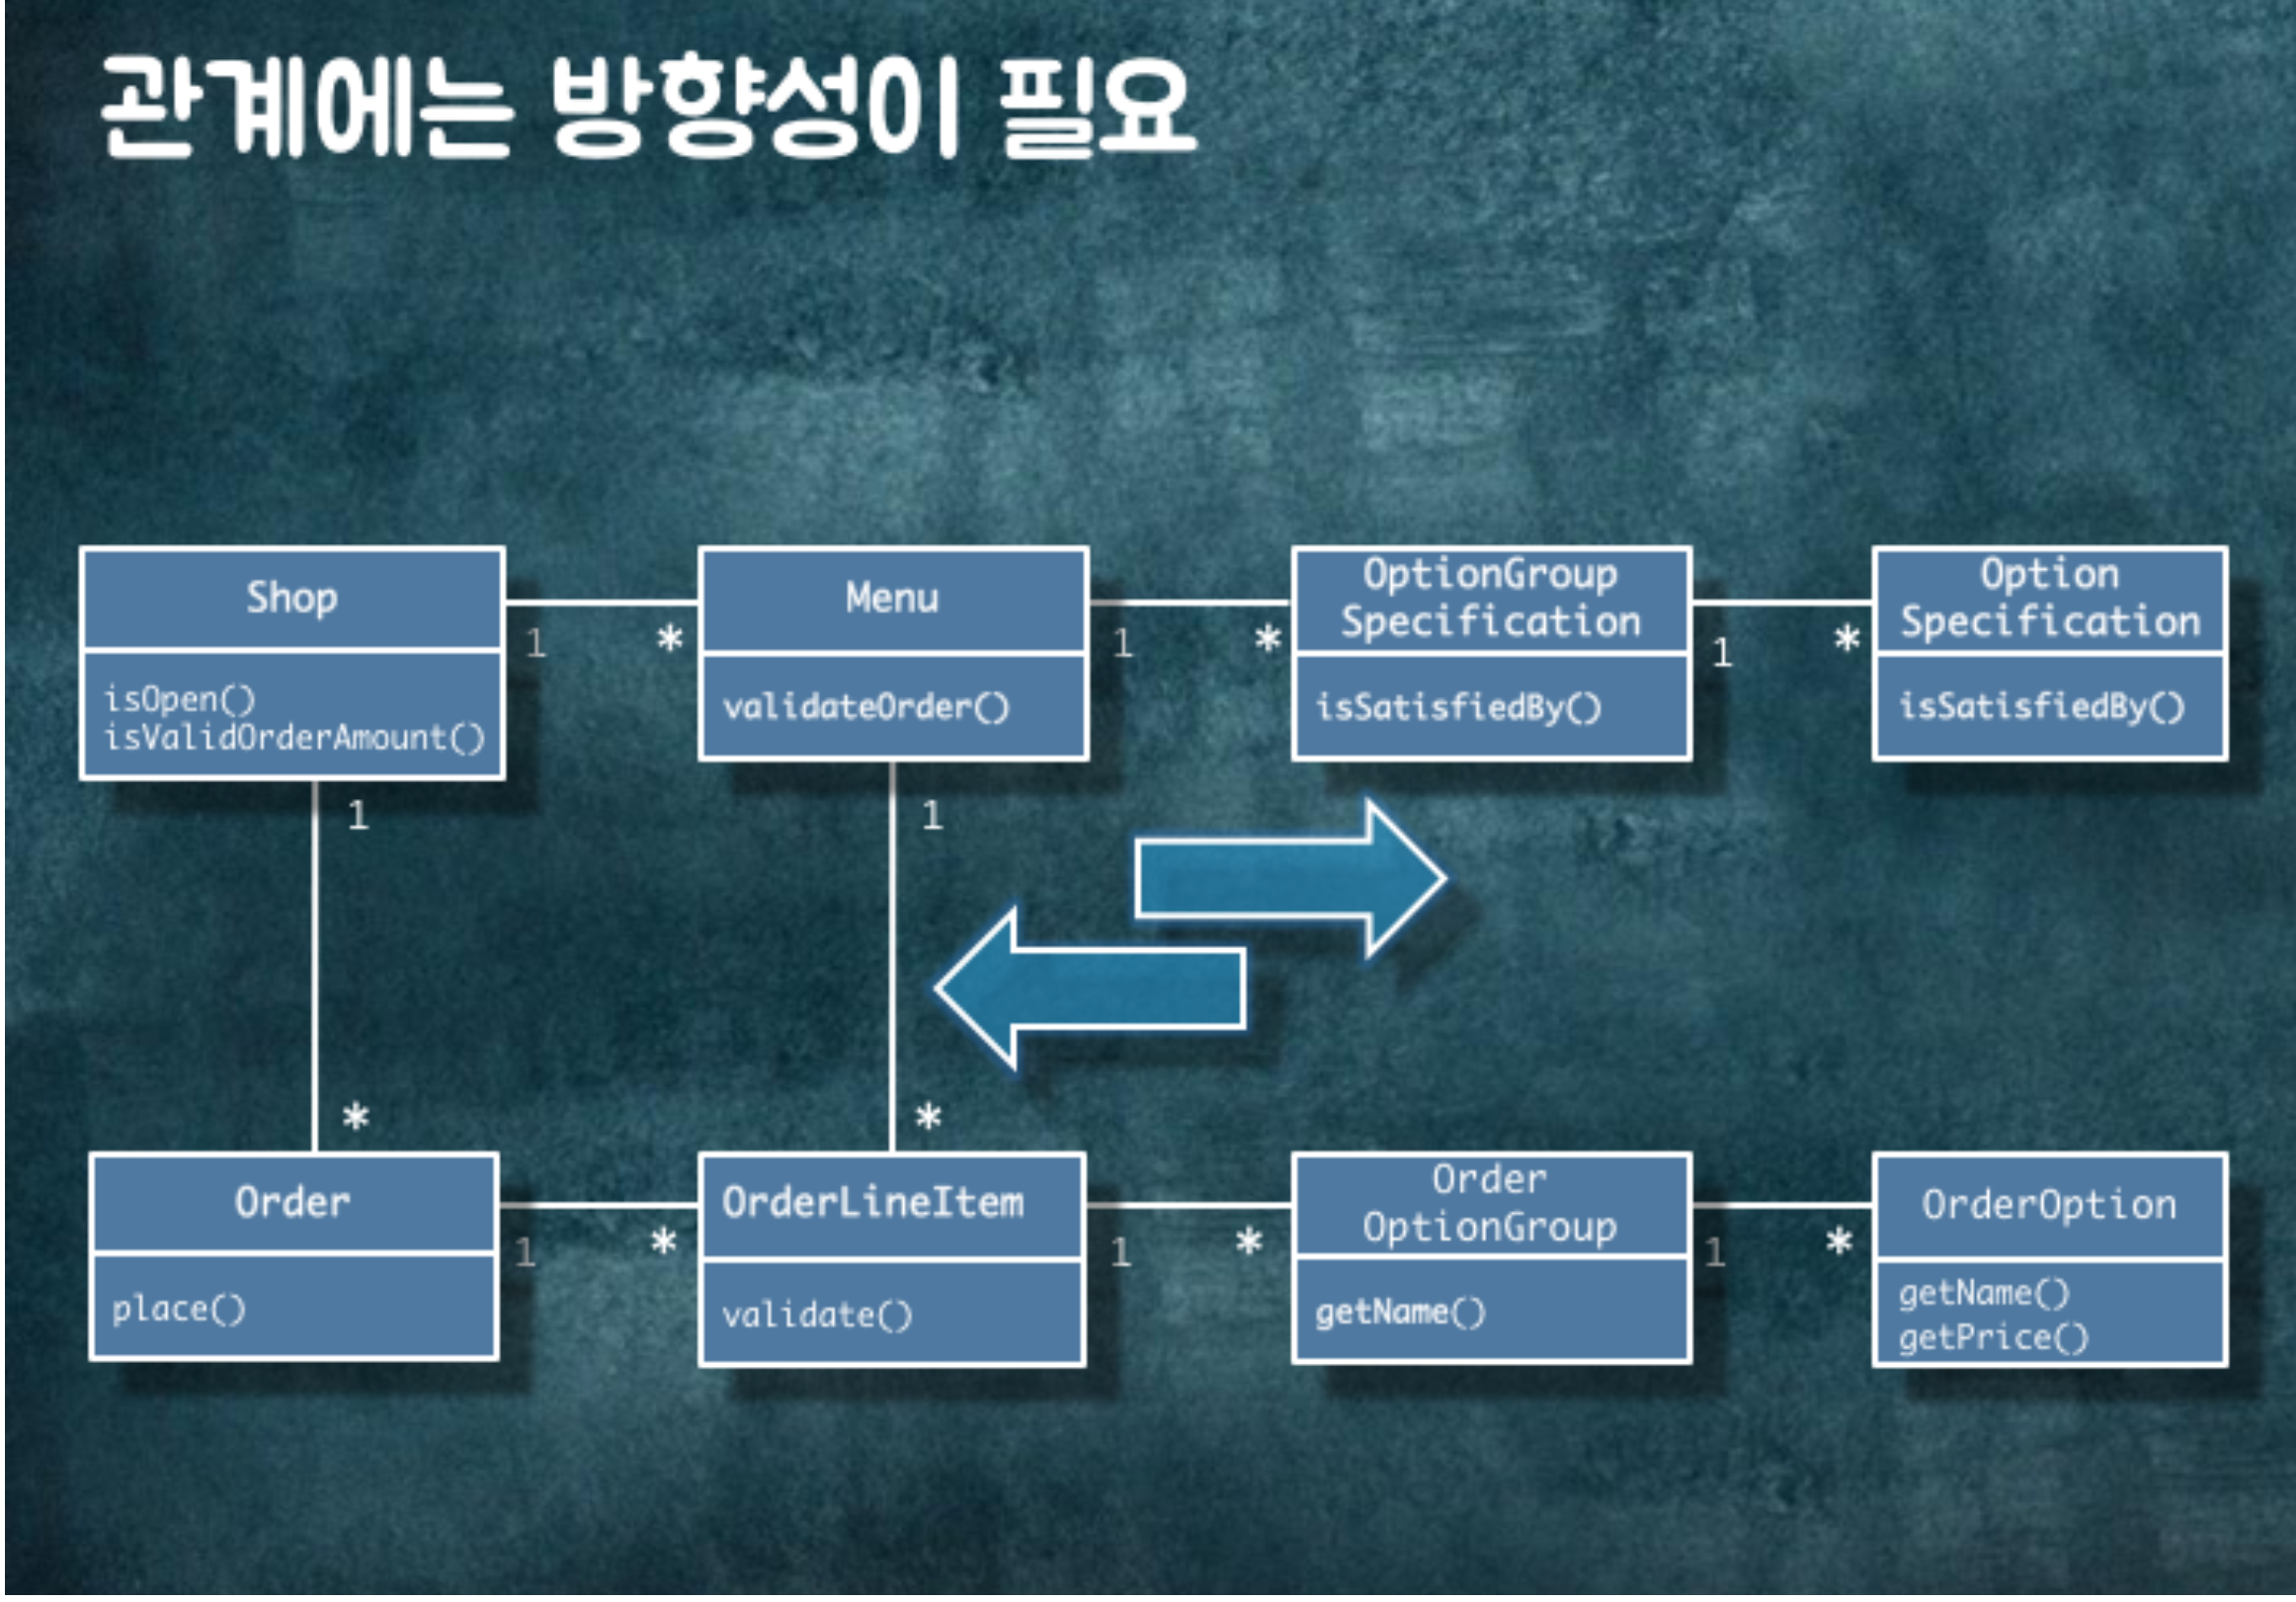 관계에는 방향성이 필요
Shop
isOpen()
isValidOrderAmount()
1
*
Menu
validateOrder()
1
*
OptionGroup
Specification
isSatisfiedBy()
1
*
Option
Specification
isSatisfiedBy()
1
*
1
*
Order
place()
1
*
OrderLineItem
validate()
1
*
Order
OptionGroup
getName()
1
*
OrderOption
getName()
getPrice()